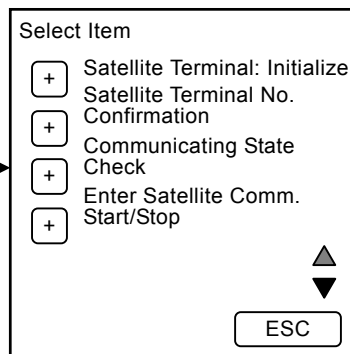 Select Item
+ Satellite Terminal: Initialize
Satellite Terminal No.
+ Confirmation
Communicating State
+ Check
Enter Satellite Comm.
+ Start/Stop
ESC